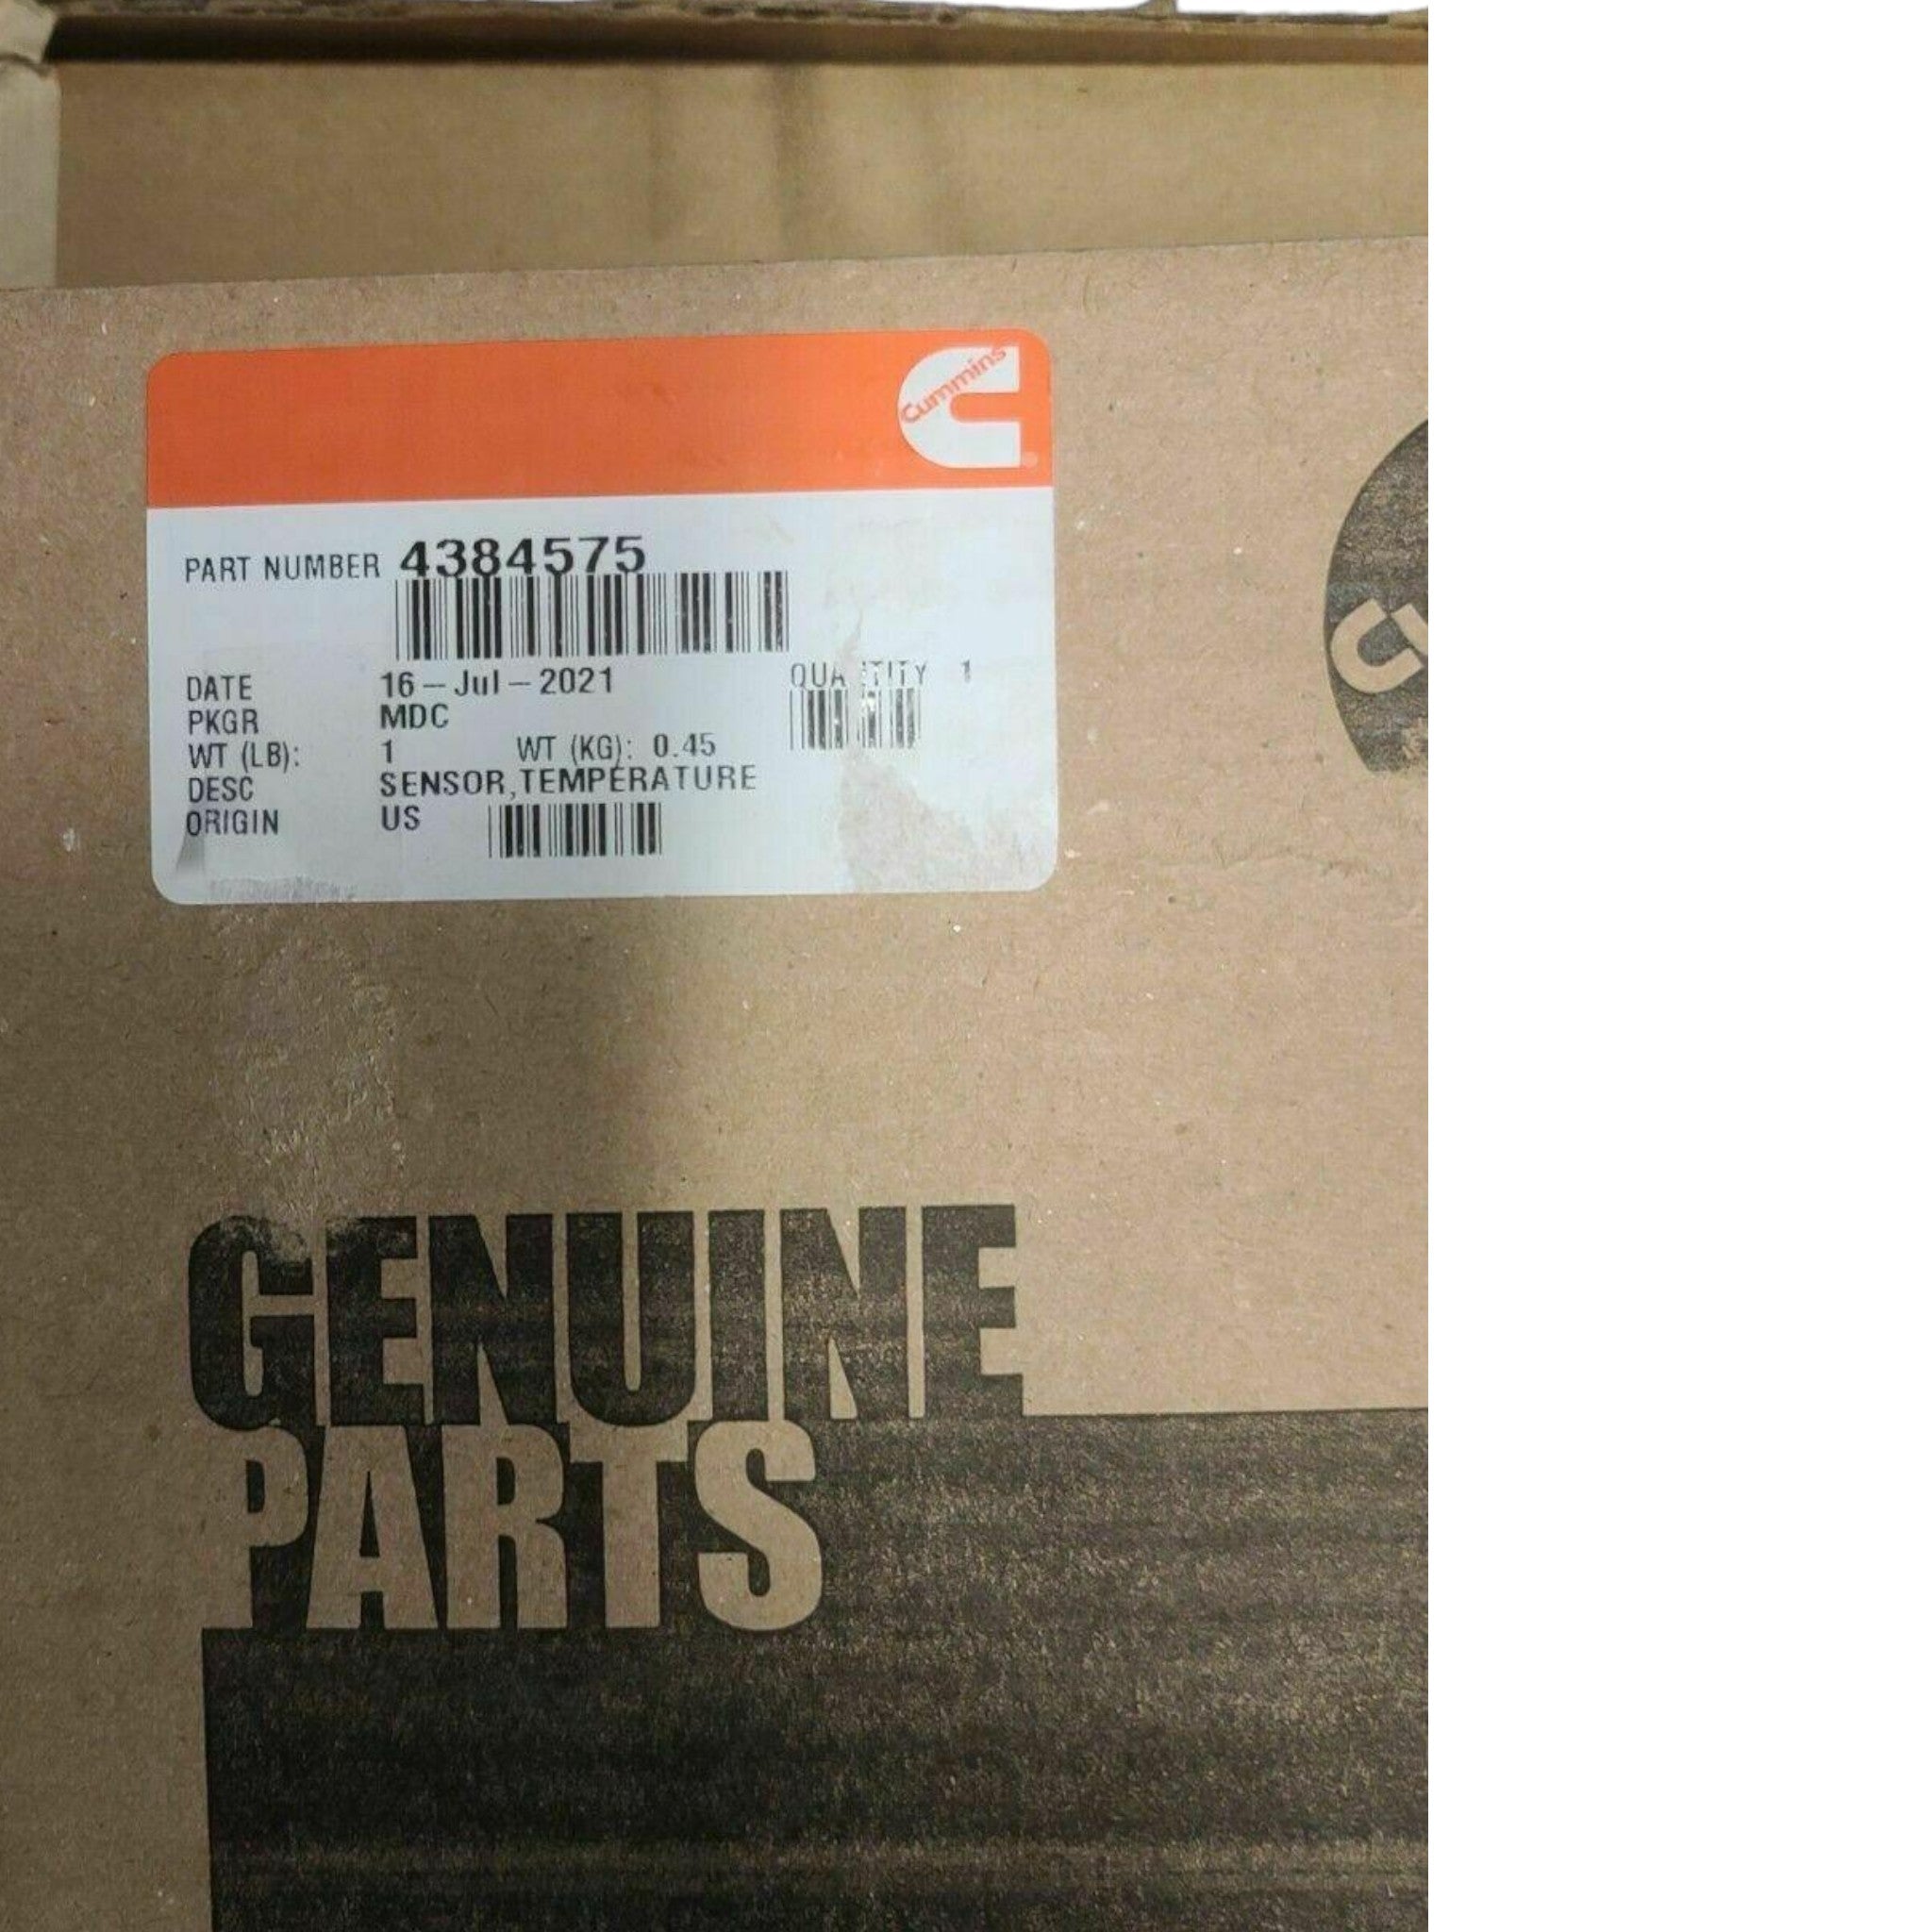 Cummins
PART NUMBER 4384575
DATE 16-Jul-2021 QUANTITY 1
PKGR MDC
WT (LB): 1 WT (KG): 0.45
DESC SENSOR,TEMPERATURE
ORIGIN US
GENUINE
PARTS